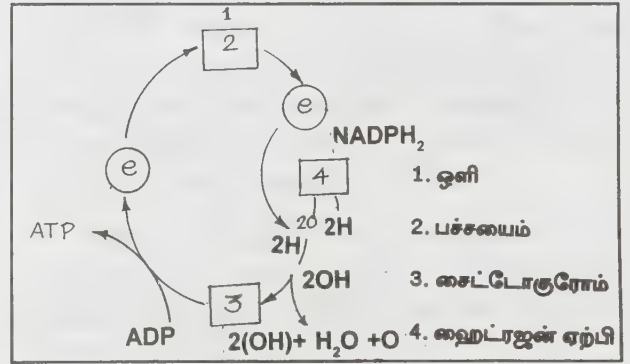 1
2
e
NADPH₂
4
1. ஒளி
e
2H 20 2H
2. பச்சையம்
ATP
2OH
3
3. சைட்டோகுரோம்
ADP
2(OH)+ H₂O +O
4. ஹைட்ரஜன் ஏற்பி